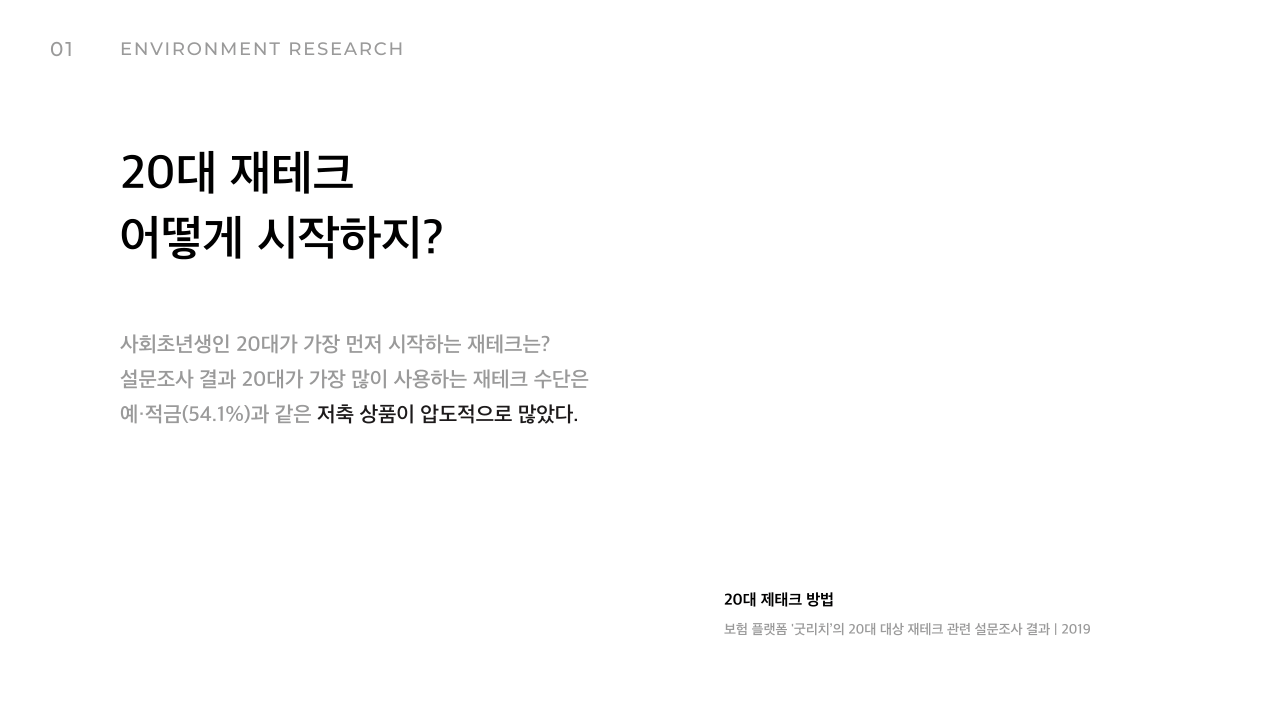 01 ENVIRONMENT RESEARCH
20대 재테크
어떻게 시작하지?
사회초년생인 20대가 가장 먼저 시작하는 재테크는?
설문조사 결과 20대가 가장 많이 사용하는 재테크 수단은
예·적금(54.1%)과 같은 저축 상품이 압도적으로 많았다.
20대 제태크 방법
보험 플랫폼 '굿리치'의 20대 대상 재테크 관련 설문조사 결과 | 2019